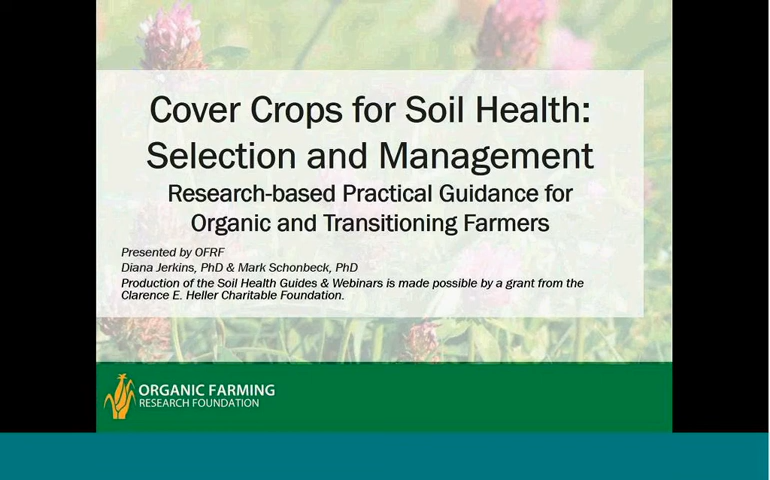 Cover Crops for Soil Health:
Selection and Management
Research-based Practical Guidance for
Organic and Transitioning Farmers
Presented by OFRF
Diana Jerkins, PhD & Mark Schonbeck, PhD
Production of the Soil Health Guides & Webinars is made possible by a grant from the
Clarence E. Heller Charitable Foundation.
ORGANIC FARMING
RESEARCH FOUNDATION